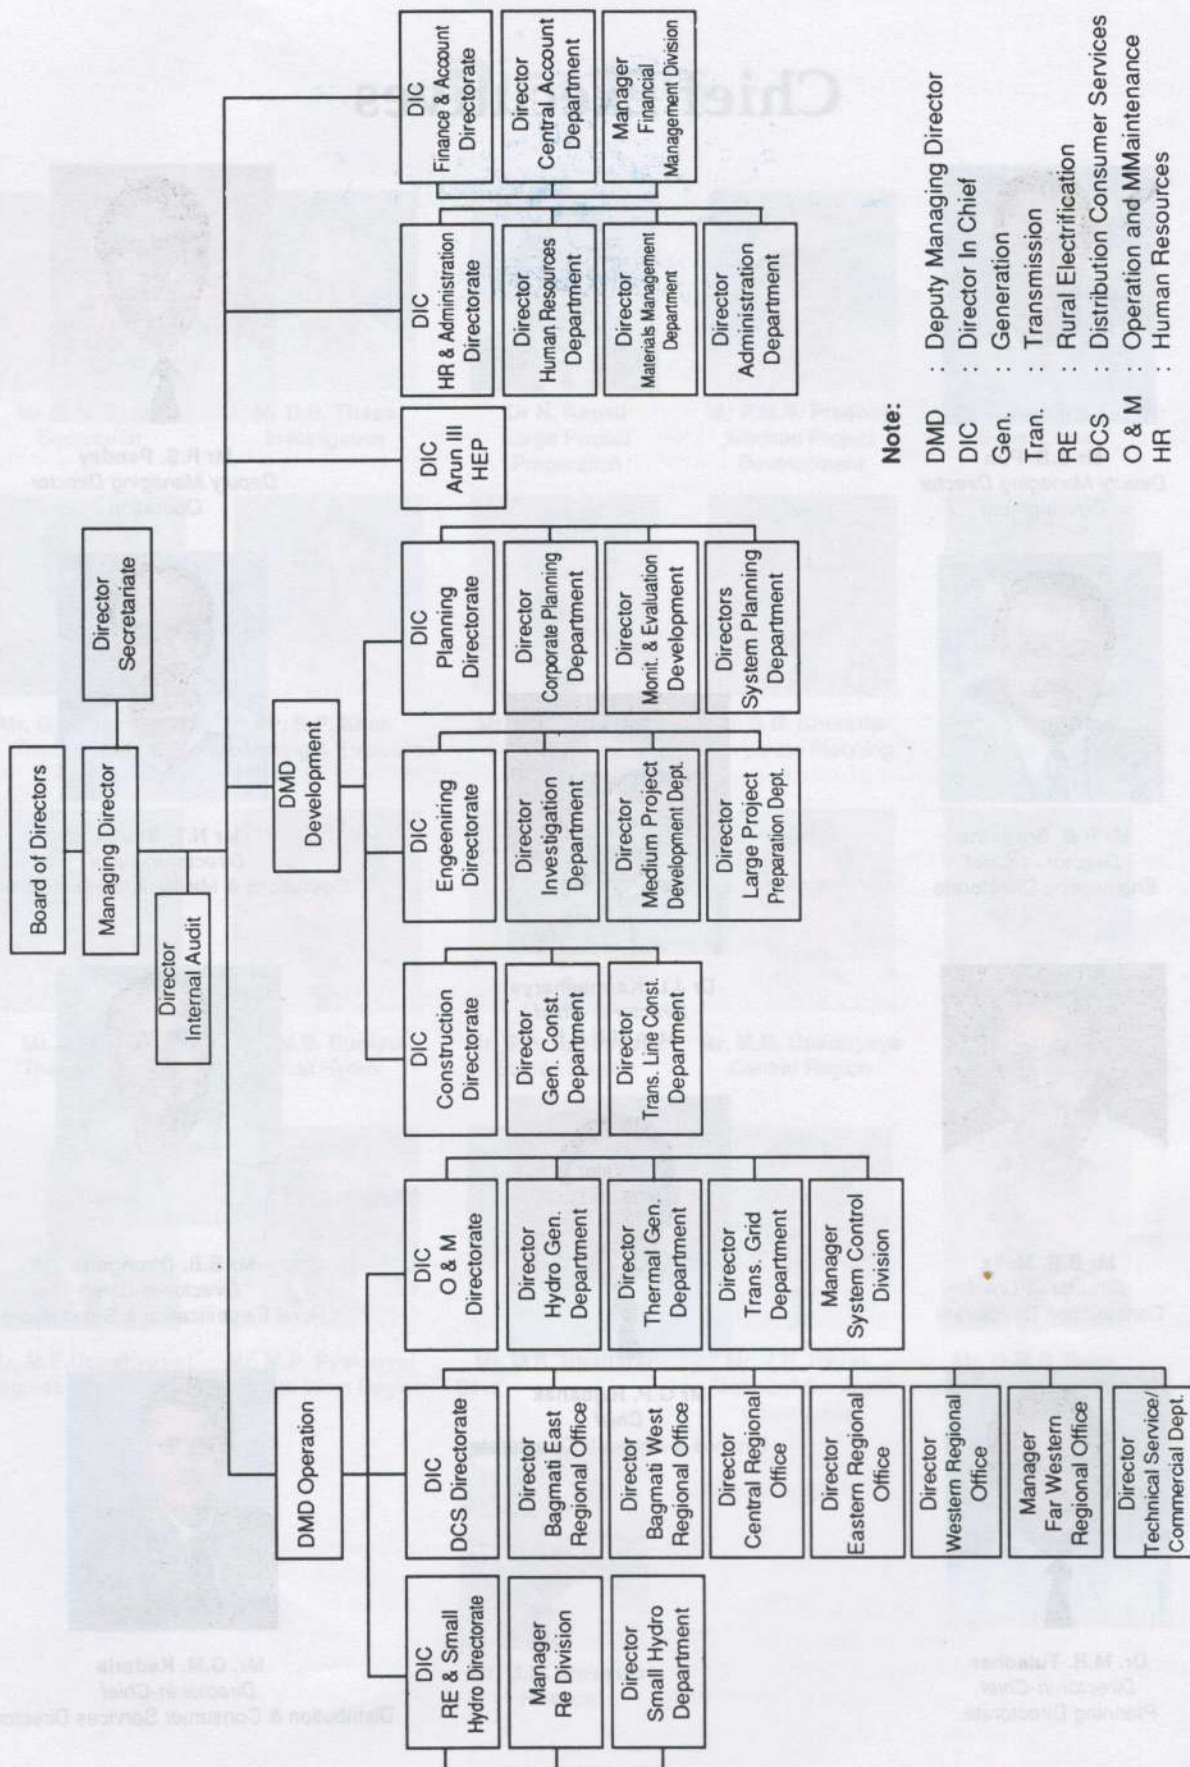 Board of Directors
Managing Director
Director
Secretariate
Director
Internal Audit
DMD Operation
DMD
Development
DIC
RE & Small
Hydro Directorate
Manager
Re Division
Director
Small Hydro
Department
DIC
DCS Directorate
Director
Bagmati East
Regional Office
Director
Bagmati West
Regional Office
Director
Central Regional
Office
Director
Eastern Regional
Office
Director
Western Regional
Office
Manager
Far Western
Regional Office
Director
Technical Service/
Commercial Dept.
DIC
O & M
Directorate
Director
Hydro Gen.
Department
Director
Thermal Gen.
Department
Director
Trans. Grid
Department
Manager
System Control
Division
DIC
Construction
Directorate
Director
Gen. Const.
Department
Director
Trans. Line Const.
Department
DIC
Engeeniring
Directorate
Director
Investigation
Department
Director
Medium Project
Development Dept.
Director
Large Project
Preparation Dept.
DIC
Planning
Directorate
Director
Corporate Planning
Department
Director
Monit. & Evaluation
Development
Directors
System Planning
Department
DIC
Arun III
HEP
DIC
HR & Administration
Directorate
Director
Human Resources
Department
Director
Materials Management
Department
Director
Administration
Department
DIC
Finance & Account
Directorate
Director
Central Account
Department
Manager
Financial
Management Division
Note:
DMD : Deputy Managing Director
DIC : Director In Chief
Gen. : Generation
Tran. : Transmission
RE : Rural Electrification
DCS : Distribution Consumer Services
O & M : Operation and MMaintenance
HR : Human Resources